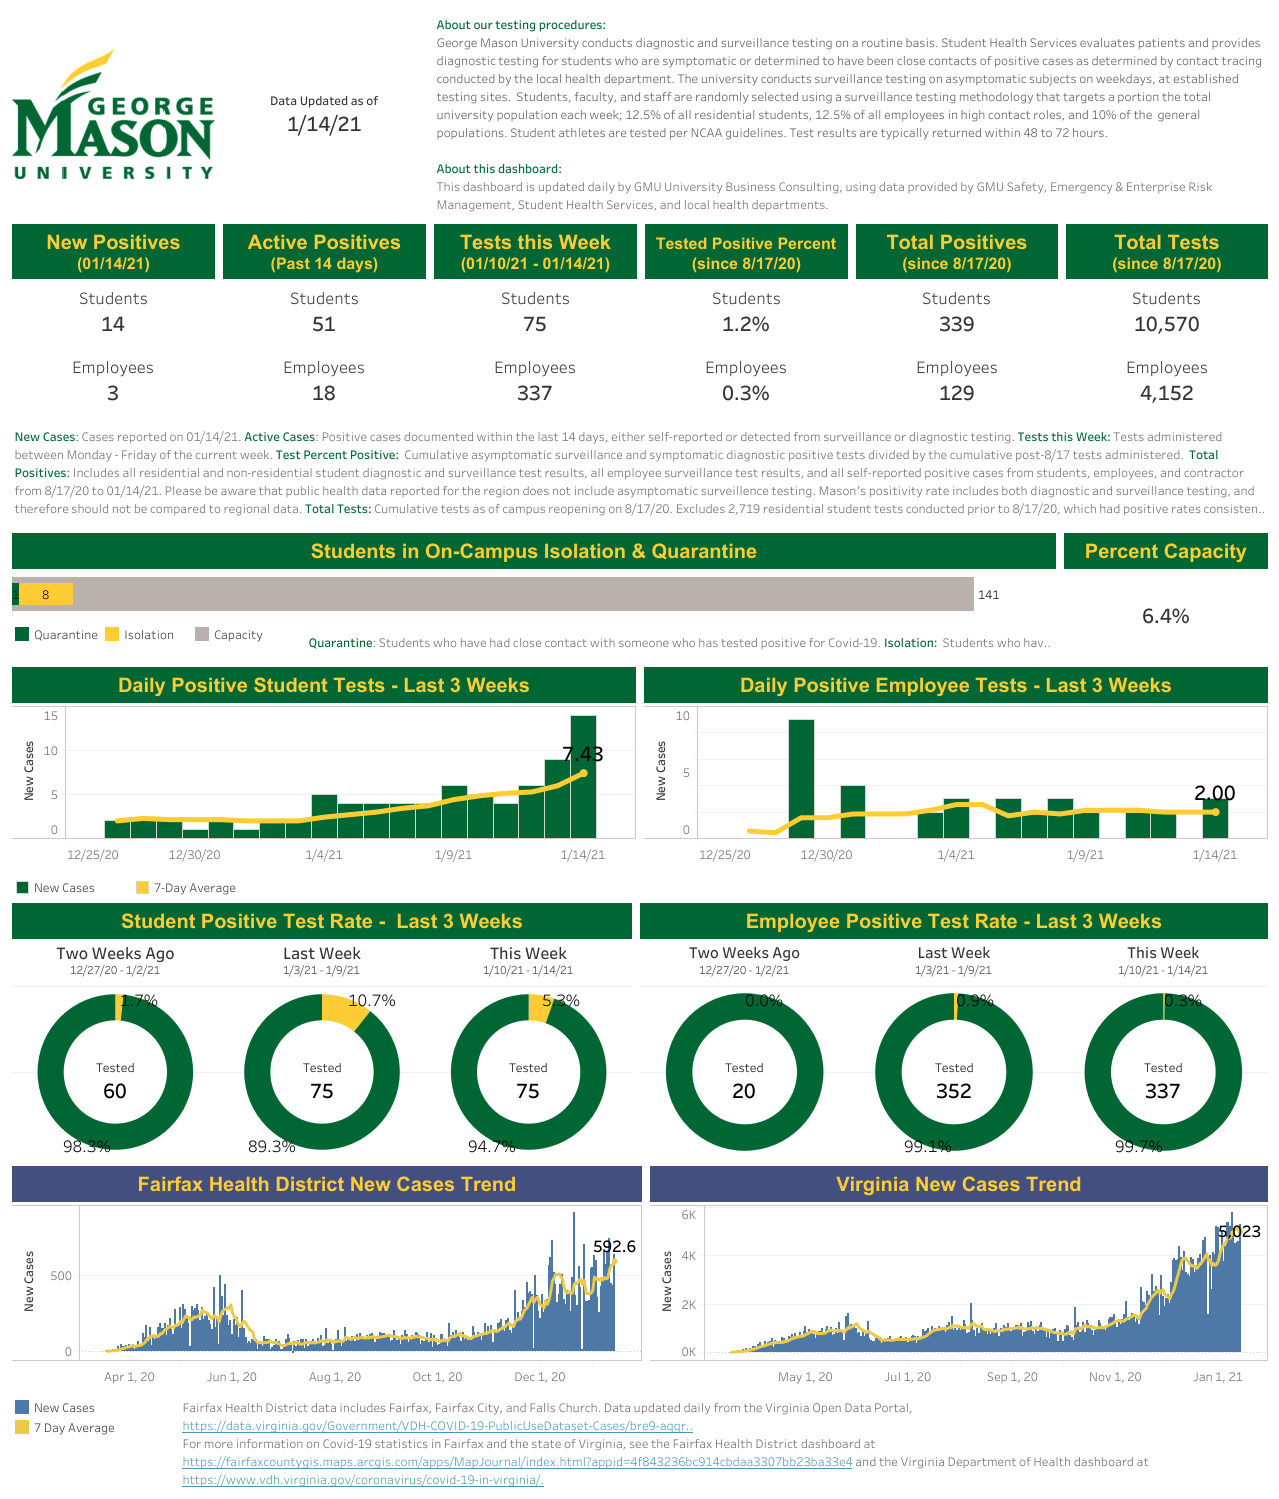 GEORGE
MASON
UNIVERSITY
Data Updated as of
1/14/21
About our testing procedures:
George Mason University conducts diagnostic and surveillance testing on a routine basis. Student Health Services evaluates patients and provides
diagnostic testing for students who are symptomatic or determined to have been close contacts of positive cases as determined by contact tracing
conducted by the local health department. The university conducts surveillance testing on asymptomatic subjects on weekdays, at established
testing sites. Students, faculty, and staff are randomly selected using a surveillance testing methodology that targets a portion the total
university population each week; 12.5% of all residential students, 12.5% of all employees in high contact roles, and 10% of the general
populations. Student athletes are tested per NCAA guidelines. Test results are typically returned within 48 to 72 hours.
About this dashboard:
This dashboard is updated daily by GMU University Business Consulting, using data provided by GMU Safety, Emergency & Enterprise Risk
Management, Student Health Services, and local health departments.
New Positives
(01/14/21)
Students
14
Employees
3
Active Positives
(Past 14 days)
Students
51
Employees
18
Tests this Week
(01/10/21 - 01/14/21)
Students
75
Employees
337
Tested Positive Percent
(since 8/17/20)
Students
1.2%
Employees
0.3%
Total Positives
(since 8/17/20)
Students
339
Employees
129
Total Tests
(since 8/17/20)
Students
10,570
Employees
4,152
New Cases: Cases reported on 01/14/21. Active Cases: Positive cases documented within the last 14 days, either self-reported or detected from surveillance or diagnostic testing. Tests this Week: Tests administered
between Monday - Friday of the current week. Test Percent Positive: Cumulative asymptomatic surveillance and symptomatic diagnostic positive tests divided by the cumulative post-8/17 tests administered. Total
Positives: Includes all residential and non-residential student diagnostic and surveillance test results, all employee surveillance test results, and all self-reported positive cases from students, employees, and contractor
from 8/17/20 to 01/14/21. Please be aware that public health data reported for the region does not include asymptomatic surveillence testing. Mason's positivity rate includes both diagnostic and surveillance testing, and
therefore should not be compared to regional data. Total Tests: Cumulative tests as of campus reopening on 8/17/20. Excludes 2,719 residential student tests conducted prior to 8/17/20, which had positive rates consisten..
Students in On-Campus Isolation & Quarantine
1 8 141
Quarantine Isolation Capacity
Quarantine: Students who have had close contact with someone who has tested positive for Covid-19. Isolation: Students who hav..
Percent Capacity
6.4%
Daily Positive Student Tests - Last 3 Weeks
New Cases
15
10
5
0
7.43
12/25/20 12/30/20 1/4/21 1/9/21 1/14/21
New Cases 7-Day Average
Daily Positive Employee Tests - Last 3 Weeks
New Cases
10
5
0
2.00
12/25/20 12/30/20 1/4/21 1/9/21 1/14/21
Student Positive Test Rate - Last 3 Weeks
Two Weeks Ago
12/27/20 - 1/2/21
1.7%
Tested
60
98.3%
Last Week
1/3/21 - 1/9/21
10.7%
Tested
75
89.3%
This Week
1/10/21 - 1/14/21
5.3%
Tested
75
94.7%
Employee Positive Test Rate - Last 3 Weeks
Two Weeks Ago
12/27/20 - 1/2/21
0.0%
Tested
20
Last Week
1/3/21 - 1/9/21
0.9%
Tested
352
99.1%
This Week
1/10/21 - 1/14/21
0.3%
Tested
337
99.7%
Fairfax Health District New Cases Trend
New Cases
500
0
592.6
Apr 1, 20 Jun 1, 20 Aug 1, 20 Oct 1, 20 Dec 1, 20
Virginia New Cases Trend
New Cases
6K
4K
2K
0K
5,023
May 1, 20 Jul 1, 20 Sep 1, 20 Nov 1, 20 Jan 1, 21
New Cases
7 Day Average
Fairfax Health District data includes Fairfax, Fairfax City, and Falls Church. Data updated daily from the Virginia Open Data Portal,
https://data.virginia.gov/Government/VDH-COVID-19-PublicUseDataset-Cases/bre9-aqqr..
For more information on Covid-19 statistics in Fairfax and the state of Virginia, see the Fairfax Health District dashboard at
https://fairfaxcountygis.maps.arcgis.com/apps/MapJournal/index.html?appid=4f843236bc914cbdaa3307bb23ba33e4 and the Virginia Department of Health dashboard at
https://www.vdh.virginia.gov/coronavirus/covid-19-in-virginia/.